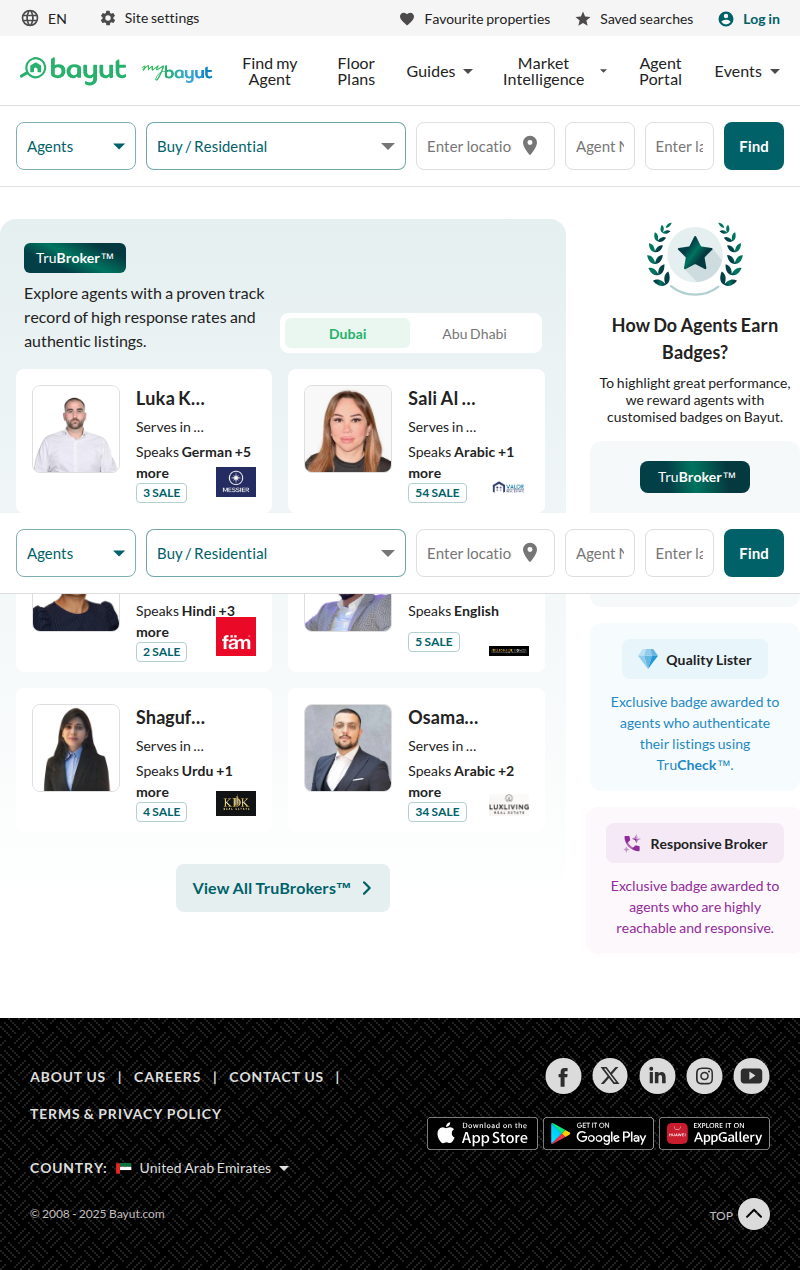 EN
Site settings
Favourite properties
Saved searches
Log in
bayut
my bayut
Find my
Agent
Floor
Plans
Guides
Market
Intelligence
Agent
Portal
Events
Agents
Buy / Residential
Enter locatio
Agent N
Enter la
Find
TruBroker™
Explore agents with a proven track
record of high response rates and
authentic listings.
Dubai
Abu Dhabi
Luka K...
Serves in ...
Speaks German +5
more
3 SALE
MESSIER
Sali Al ...
Serves in ...
Speaks Arabic +1
more
54 SALE
VALOR
How Do Agents Earn
Badges?
To highlight great performance,
we reward agents with
customised badges on Bayut.
TruBroker™
Agents
Buy / Residential
Enter locatio
Agent N
Enter la
Find
Speaks Hindi +3
more
2 SALE
fäm
Speaks English
5 SALE
Shaguf...
Serves in ...
Speaks Urdu +1
more
4 SALE
KDK
REAL ESTATE
Osama...
Serves in ...
Speaks Arabic +2
more
34 SALE
LUXLIVING
REAL ESTATE
View All TruBrokers™
Quality Lister
Exclusive badge awarded to
agents who authenticate
their listings using
TruCheck™.
Responsive Broker
Exclusive badge awarded to
agents who are highly
reachable and responsive.
ABOUT US | CAREERS | CONTACT US |
TERMS & PRIVACY POLICY
COUNTRY: United Arab Emirates
© 2008 - 2025 Bayut.com
Download on the
App Store
GET IT ON
Google Play
HUAWEI
EXPLORE IT ON
AppGallery
TOP